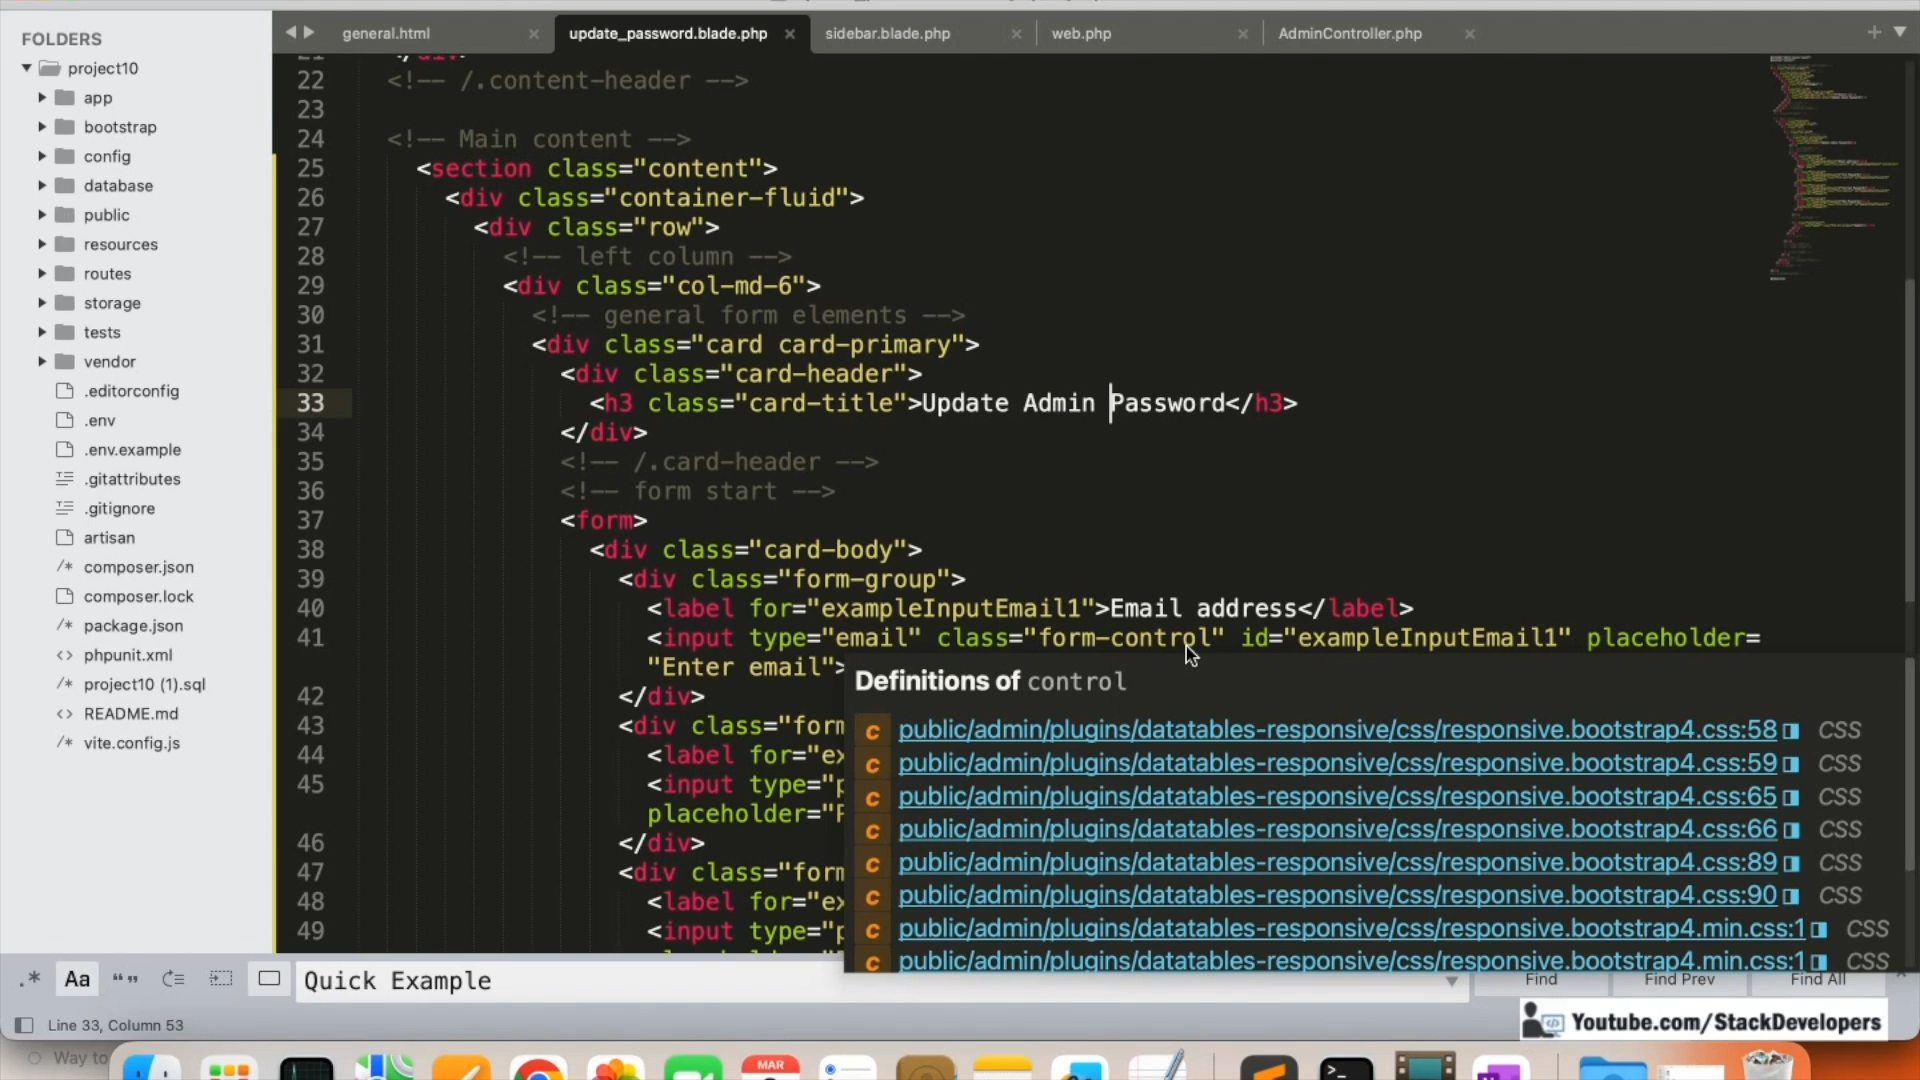 FOLDERS
project10
app
bootstrap
config
database
public
resources
routes
storage
tests
vendor
.editorconfig
.env
.env.example
.gitattributes
.gitignore
artisan
/* composer.json
composer.lock
/* package.json
<> phpunit.xml
/* project10 (1).sql
<> README.md
/* vite.config.js
general.html
update_password.blade.php
sidebar.blade.php
web.php
AdminController.php
22 <!-- /.content-header -->
23
24 <!-- Main content -->
25 <section class="content">
26 <div class="container-fluid">
27 <div class="row">
28 <!-- left column -->
29 <div class="col-md-6">
30 <!-- general form elements -->
31 <div class="card card-primary">
32 <div class="card-header">
33 <h3 class="card-title">Update Admin Password</h3>
34 </div>
35 <!-- /.card-header -->
36 <!-- form start -->
37 <form>
38 <div class="card-body">
39 <div class="form-group">
40 <label for="exampleInputEmail1">Email address</label>
41 <input type="email" class="form-control" id="exampleInputEmail1" placeholder=
"Enter email">
42 </div>
43 <div class="form
44 <label for="ex
45 <input type="p
placeholder="P
46 </div>
47 <div class="form
48 <label for="ex
49 <input type="p
Definitions of control
c public/admin/plugins/datatables-responsive/css/responsive.bootstrap4.css:58 CSS
c public/admin/plugins/datatables-responsive/css/responsive.bootstrap4.css:59 CSS
c public/admin/plugins/datatables-responsive/css/responsive.bootstrap4.css:65 CSS
c public/admin/plugins/datatables-responsive/css/responsive.bootstrap4.css:66 CSS
c public/admin/plugins/datatables-responsive/css/responsive.bootstrap4.css:89 CSS
c public/admin/plugins/datatables-responsive/css/responsive.bootstrap4.css:90 CSS
c public/admin/plugins/datatables-responsive/css/responsive.bootstrap4.min.css:1 CSS
c public/admin/plugins/datatables-responsive/css/responsive.bootstrap4.min.css:1 CSS
.* Aa “” Quick Example Find Find Prev Find All
Line 33, Column 53
Youtube.com/StackDevelopers
Way to
MAR